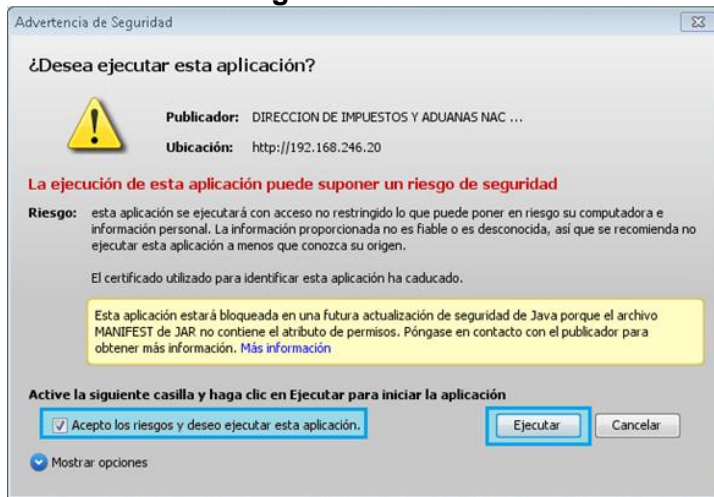 Advertencia de Seguridad
¿Desea ejecutar esta aplicación?
Publicador: DIRECCION DE IMPUESTOS Y ADUANAS NAC ...
Ubicación: http://192.168.246.20
La ejecución de esta aplicación puede suponer un riesgo de seguridad
Riesgo: esta aplicación se ejecutará con acceso no restringido lo que puede poner en riesgo su computadora e
información personal. La información proporcionada no es fiable o es desconocida, así que se recomienda no
ejecutar esta aplicación a menos que conozca su origen.
El certificado utilizado para identificar esta aplicación ha caducado.
Esta aplicación estará bloqueada en una futura actualización de seguridad de Java porque el archivo
MANIFEST de JAR no contiene el atributo de permisos. Póngase en contacto con el publicador para
obtener más información. Más información
Active la siguiente casilla y haga clic en Ejecutar para iniciar la aplicación
Acepto los riesgos y deseo ejecutar esta aplicación. Ejecutar Cancelar
Mostrar opciones